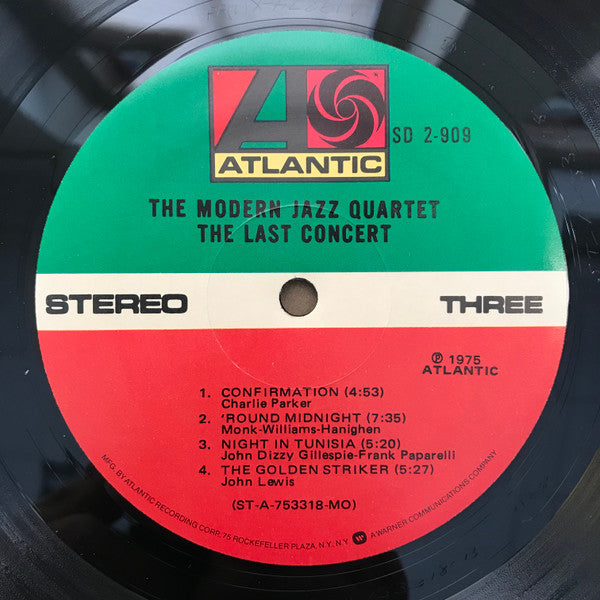 ATLANTIC
SD 2-909
THE MODERN JAZZ QUARTET
THE LAST CONCERT
STEREO
THREE
℗ 1975
ATLANTIC
1. CONFIRMATION (4:53)
Charlie Parker
2. 'ROUND MIDNIGHT (7:35)
Monk-Williams-Hanighen
3. NIGHT IN TUNISIA (5:20)
John Dizzy Gillespie-Frank Paparelli
4. THE GOLDEN STRIKER (5:27)
John Lewis
(ST-A-753318-MO)
MFG. BY ATLANTIC RECORDING CORP., 75 ROCKEFELLER PLAZA, N.Y., N.Y. A WARNER COMMUNICATIONS COMPANY